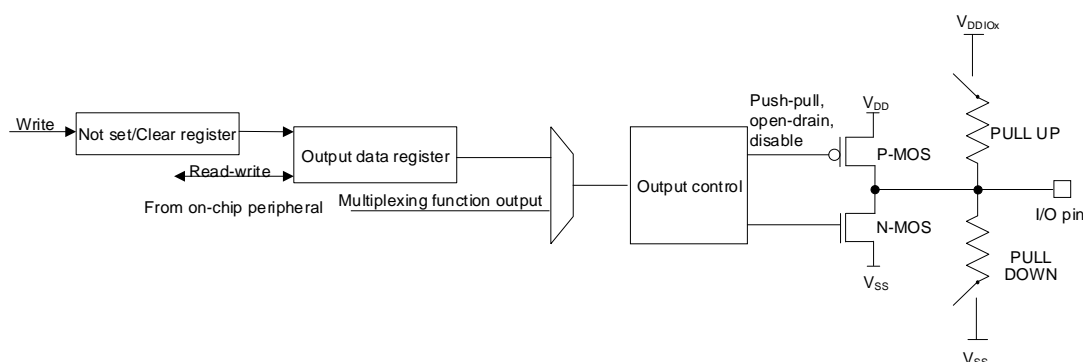 VDDIOx
Push-pull,
open-drain,
disable
VDD
Write
Not set/Clear register
PULL UP
P-MOS
Output data register
Read-write
Output control
From on-chip peripheral
Multiplexing function output
I/O pin
N-MOS
PULL
DOWN
VSS
VSS